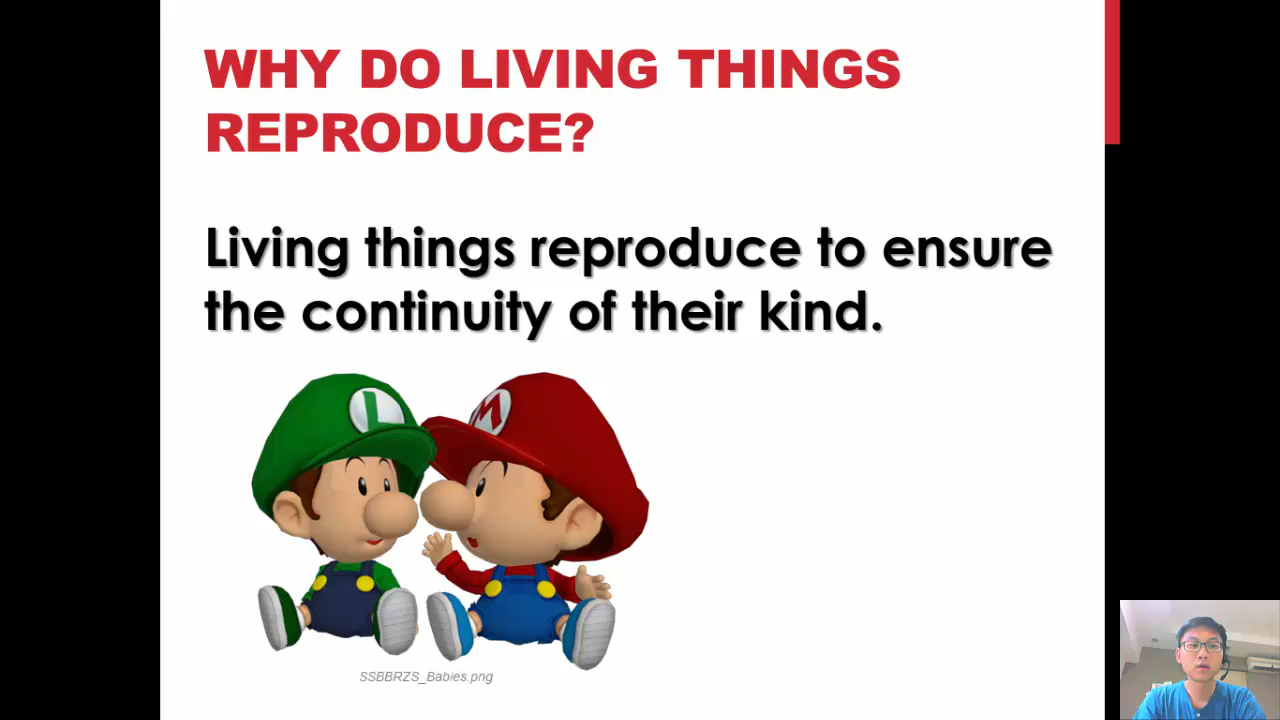 WHY DO LIVING THINGS
REPRODUCE?
Living things reproduce to ensure
the continuity of their kind.
L
M
SSBBRZS_Babies.png